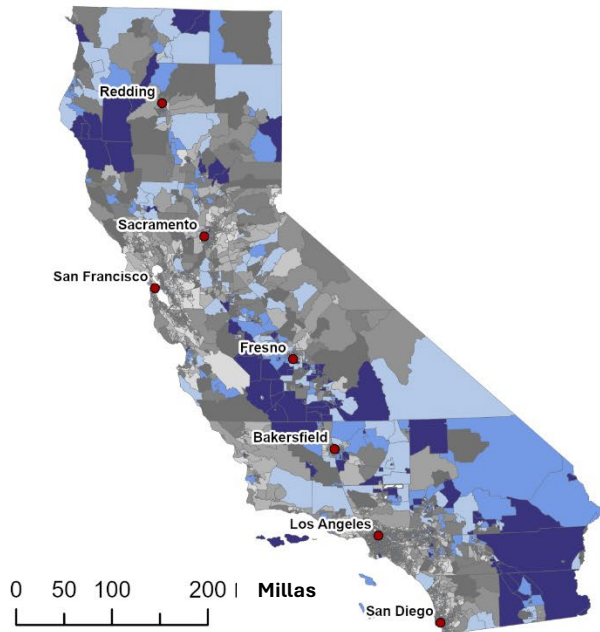 Redding
Sacramento
San Francisco
Fresno
Bakersfield
Los Angeles
San Diego
0 50 100 200 Millas